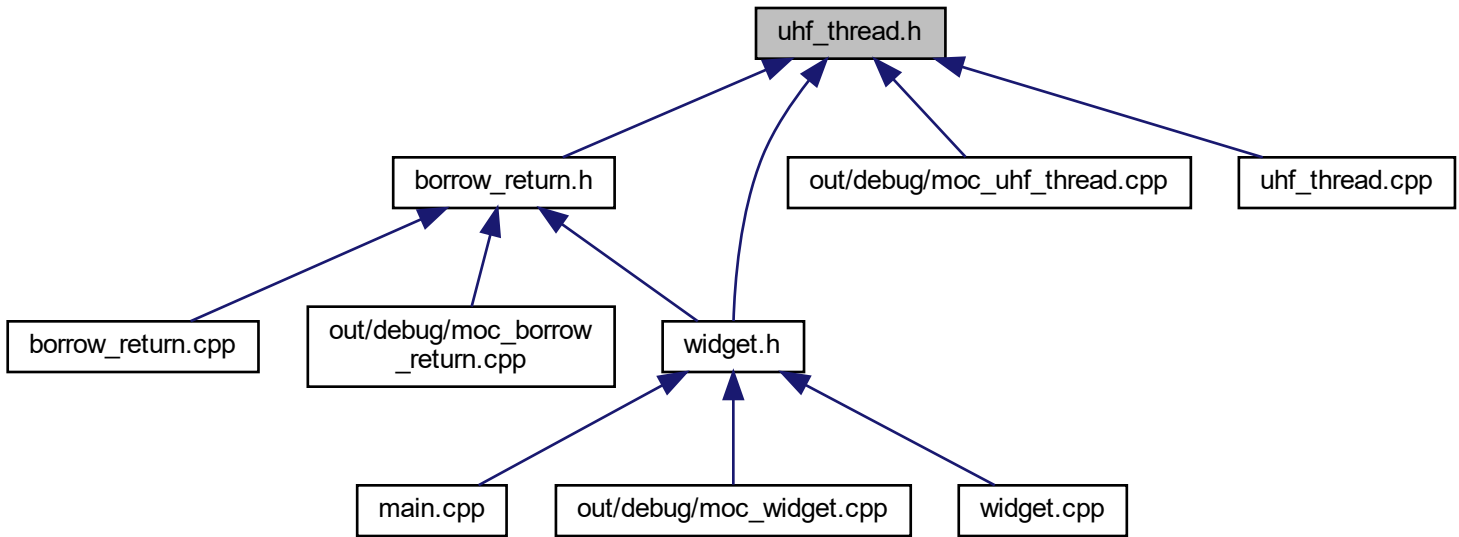 uhf_thread.h
borrow_return.h
out/debug/moc_uhf_thread.cpp
uhf_thread.cpp
borrow_return.cpp
out/debug/moc_borrow
_return.cpp
widget.h
main.cpp
out/debug/moc_widget.cpp
widget.cpp